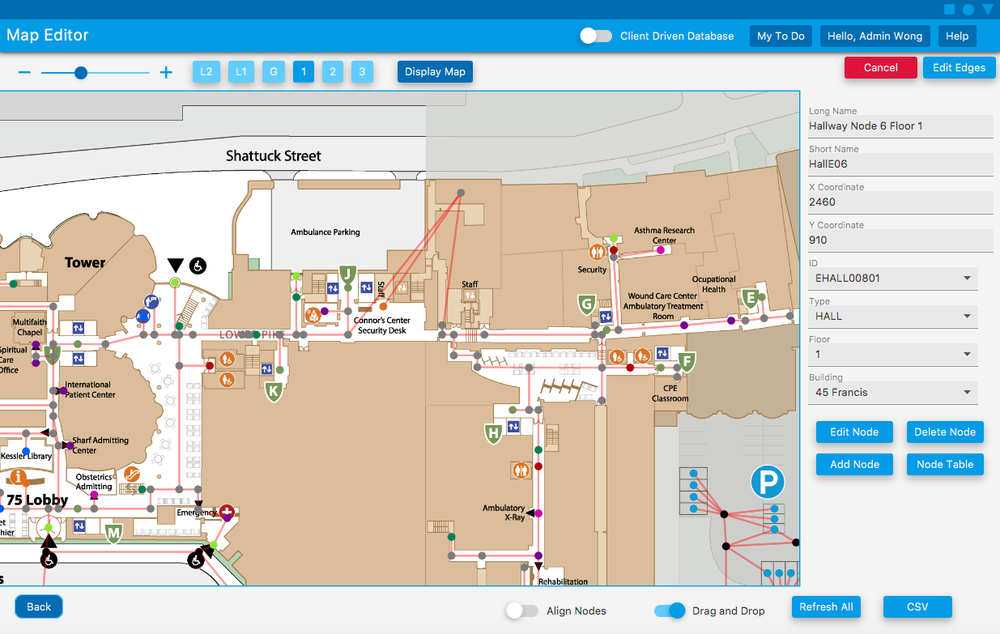 Map Editor
Client Driven Database
My To Do
Hello, Admin Wong
Help
L2
L1
G
1
2
3
Display Map
Cancel
Edit Edges
Shattuck Street
Ambulance Parking
Tower
J
Staff
Connor's Center
Security Desk
Staff
Security
Asthma Research
Center
Ocupational
Health
Wound Care Center
Ambulatory Treatment
Room
G
E
Multifaith
Chapel
Spiritual
Care
Office
LOWER PIKE
International
Patient Center
K
F
CPE
Classroom
H
Sharf Admitting
Center
Kessler Library
Obstetrics
Admitting
i
75 Lobby
Emergency
M
Ambulatory
X-Ray
P
Rehabilitation
Long Name
Hallway Node 6 Floor 1
Short Name
HallE06
X Coordinate
2460
Y Coordinate
910
ID
EHALL00801
Type
HALL
Floor
1
Building
45 Francis
Edit Node
Delete Node
Add Node
Node Table
Back
Align Nodes
Drag and Drop
Refresh All
CSV